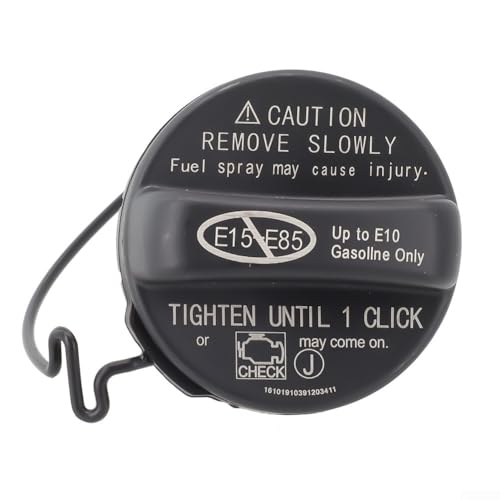 ⚠ CAUTION
REMOVE SLOWLY
Fuel spray may cause injury.
E15-E85
Up to E10
Gasoline Only
TIGHTEN UNTIL 1 CLICK
or CHECK may come on.
J
16101910391203411